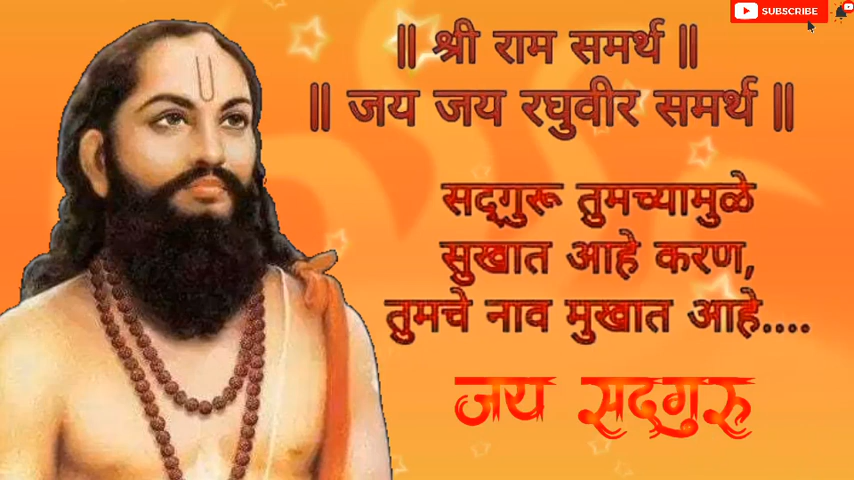 SUBSCRIBE
॥ श्री राम समर्थ ॥
॥ जय जय रघुवीर समर्थ ॥
सद्गुरू तुमच्यामुळे
सुखात आहे करण,
तुमचे नाव मुखात आहे....
जय सद्गुरु